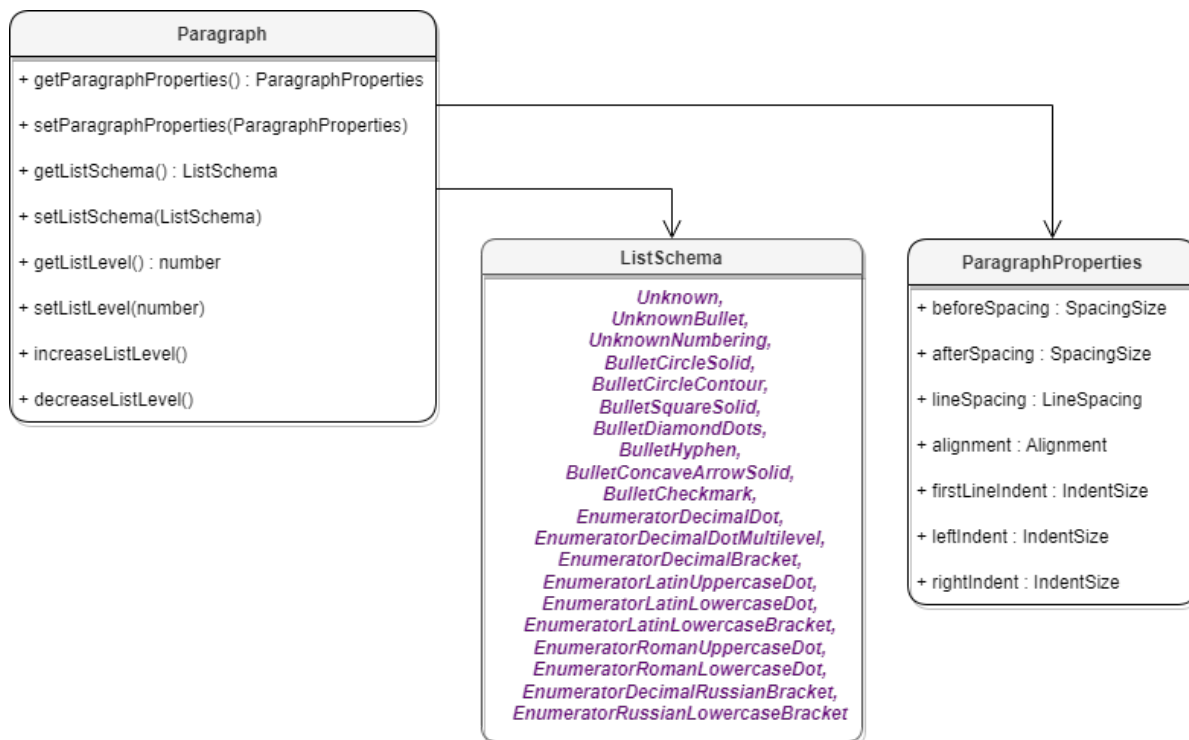 Paragraph
+ getParagraphProperties() : ParagraphProperties
+ setParagraphProperties(ParagraphProperties)
+ getListSchema() : ListSchema
+ setListSchema(ListSchema)
+ getListLevel() : number
+ setListLevel(number)
+ increaseListLevel()
+ decreaseListLevel()
ListSchema
Unknown,
UnknownBullet,
UnknownNumbering,
BulletCircleSolid,
BulletCircleContour,
BulletSquareSolid,
BulletDiamondDots,
BulletHyphen,
BulletConcaveArrowSolid,
BulletCheckmark,
EnumeratorDecimalDot,
EnumeratorDecimalDotMultilevel,
EnumeratorDecimalBracket,
EnumeratorLatinUppercaseDot,
EnumeratorLatinLowercaseDot,
EnumeratorLatinLowercaseBracket,
EnumeratorRomanUppercaseDot,
EnumeratorRomanLowercaseDot,
EnumeratorDecimalRussianBracket,
EnumeratorRussianLowercaseBracket
ParagraphProperties
+ beforeSpacing : SpacingSize
+ afterSpacing : SpacingSize
+ lineSpacing : LineSpacing
+ alignment : Alignment
+ firstLineIndent : IndentSize
+ leftIndent : IndentSize
+ rightIndent : IndentSize